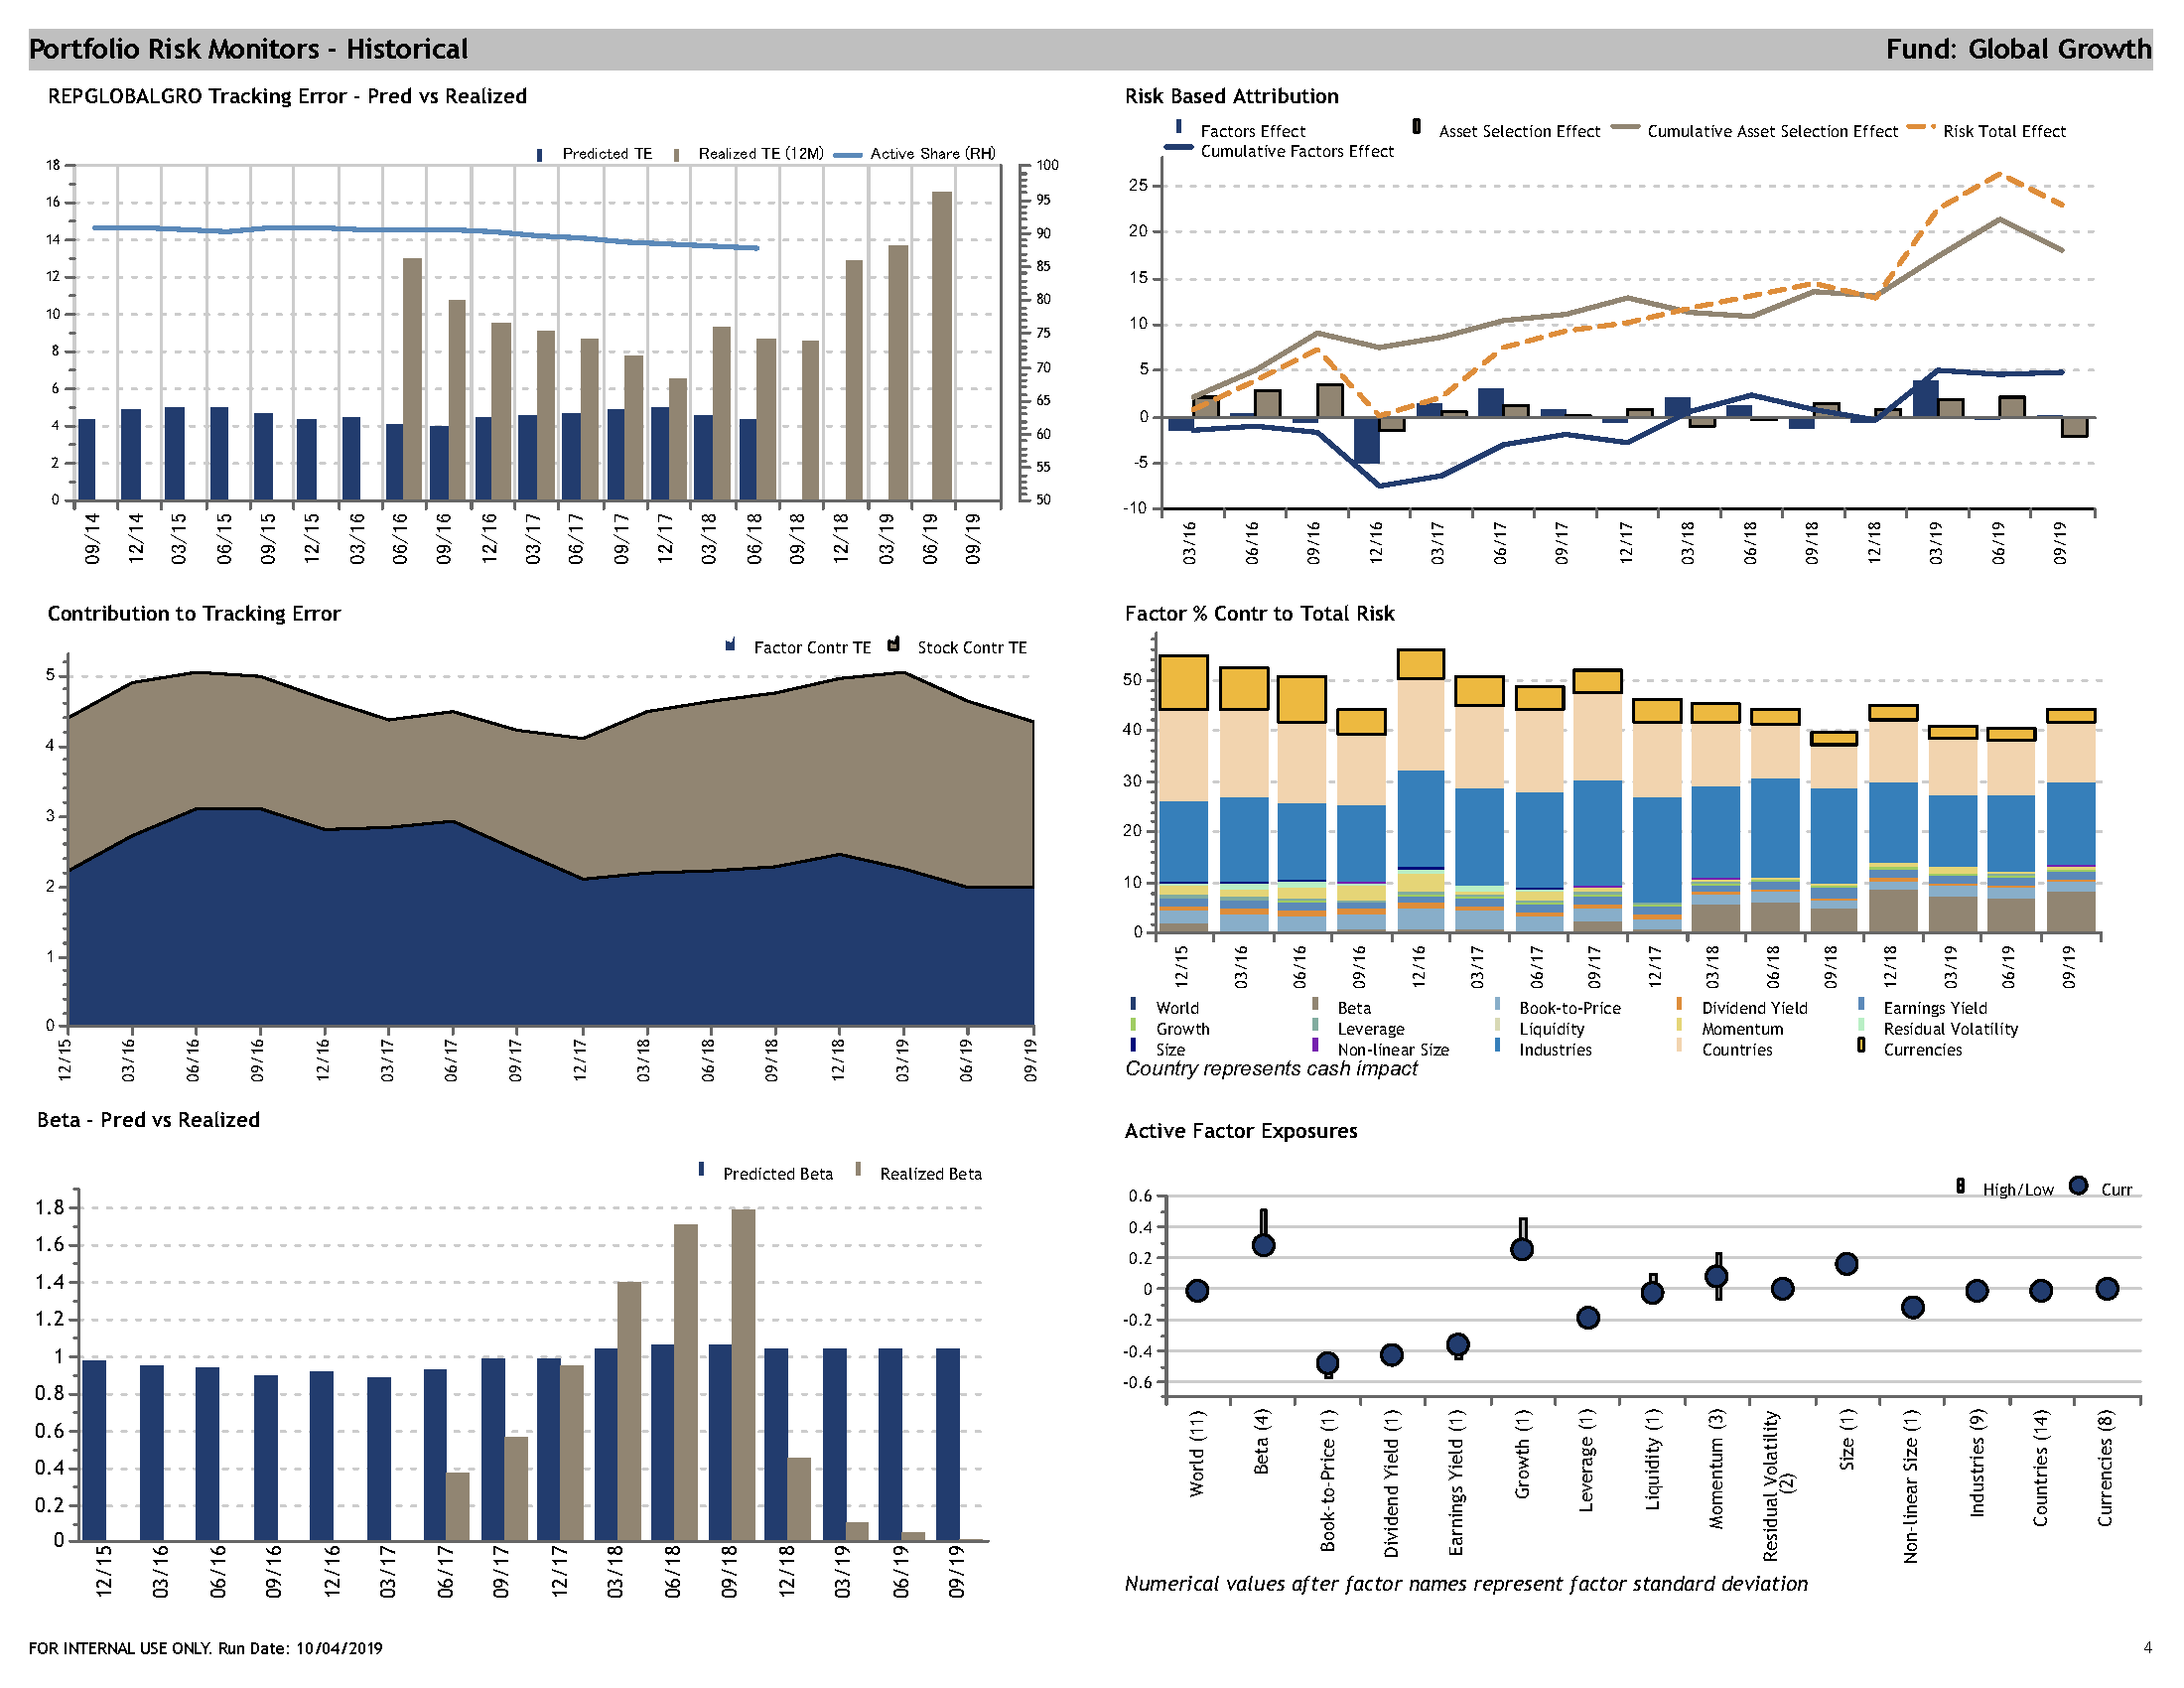 Portfolio Risk Monitors - Historical
Fund: Global Growth
REPGLOBALGRO Tracking Error - Pred vs Realized
Predicted TE Realized TE (12M) Active Share (RH)
18
16
14
12
10
8
6
4
2
0
100
95
90
85
80
75
70
65
60
55
50
09/14 12/14 03/15 06/15 09/15 12/15 03/16 06/16 09/16 12/16 03/17 06/17 09/17 12/17 03/18 06/18 09/18 12/18 03/19 06/19 09/19
Risk Based Attribution
Factors Effect Asset Selection Effect Cumulative Asset Selection Effect Risk Total Effect
Cumulative Factors Effect
25
20
15
10
5
0
-5
-10
03/16 06/16 09/16 12/16 03/17 06/17 09/17 12/17 03/18 06/18 09/18 12/18 03/19 06/19 09/19
Contribution to Tracking Error
Factor Contr TE Stock Contr TE
5
4
3
2
1
0
12/15 03/16 06/16 09/16 12/16 03/17 06/17 09/17 12/17 03/18 06/18 09/18 12/18 03/19 06/19 09/19
Factor % Contr to Total Risk
50
40
30
20
10
0
12/15 03/16 06/16 09/16 12/16 03/17 06/17 09/17 12/17 03/18 06/18 09/18 12/18 03/19 06/19 09/19
World Beta Book-to-Price Dividend Yield Earnings Yield
Growth Leverage Liquidity Momentum Residual Volatility
Size Non-linear Size Industries Countries Currencies
Country represents cash impact
Beta - Pred vs Realized
Predicted Beta Realized Beta
1.8
1.6
1.4
1.2
1
0.8
0.6
0.4
0.2
0
12/15 03/16 06/16 09/16 12/16 03/17 06/17 09/17 12/17 03/18 06/18 09/18 12/18 03/19 06/19 09/19
Active Factor Exposures
High/Low Curr
0.6
0.4
0.2
0
-0.2
-0.4
-0.6
World (11)
Beta (4)
Book-to-Price (1)
Dividend Yield (1)
Earnings Yield (1)
Growth (1)
Leverage (1)
Liquidity (1)
Momentum (3)
Residual Volatility
(2)
Size (1)
Non-linear Size (1)
Industries (9)
Countries (14)
Currencies (8)
Numerical values after factor names represent factor standard deviation
FOR INTERNAL USE ONLY. Run Date: 10/04/2019
4